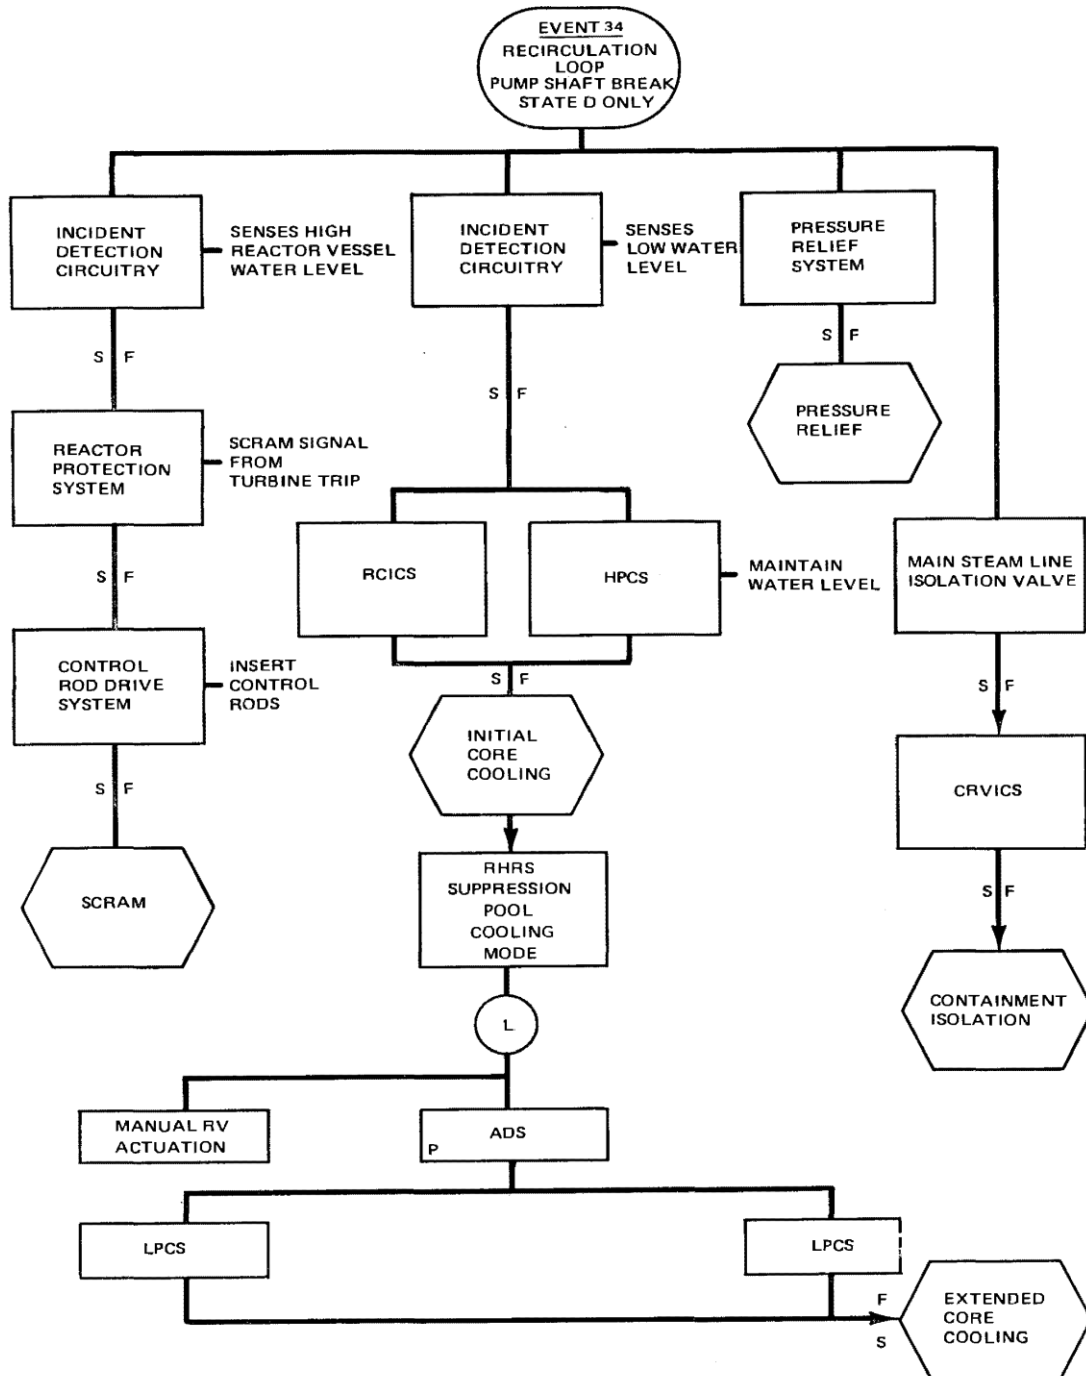 EVENT 34
RECIRCULATION
LOOP
PUMP SHAFT BREAK
STATE D ONLY
INCIDENT
DETECTION
CIRCUITRY
SENSES HIGH
REACTOR VESSEL
WATER LEVEL
INCIDENT
DETECTION
CIRCUITRY
SENSES
LOW WATER
LEVEL
PRESSURE
RELIEF
SYSTEM
S F
S F
S F
PRESSURE
RELIEF
REACTOR
PROTECTION
SYSTEM
SCRAM SIGNAL
FROM
TURBINE TRIP
RCICS
HPCS
MAINTAIN
WATER LEVEL
MAIN STEAM LINE
ISOLATION VALVE
S F
CONTROL
ROD DRIVE
SYSTEM
INSERT
CONTROL
RODS
S F
S F
INITIAL
CORE
COOLING
CRVICS
S F
SCRAM
RHRS
SUPPRESSION
POOL
COOLING
MODE
S F
CONTAINMENT
ISOLATION
L
MANUAL RV
ACTUATION
ADS
P
LPCS
LPCS
F
S
EXTENDED
CORE
COOLING